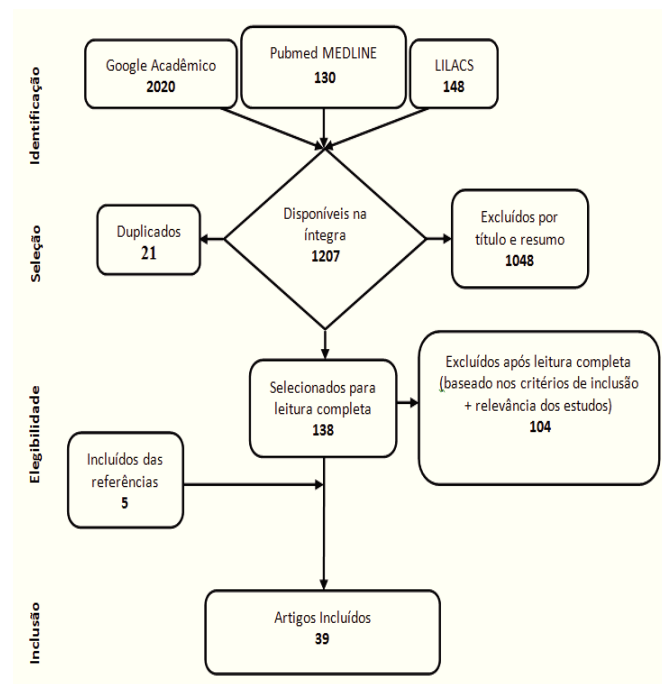 Identificação
Google Acadêmico
2020
Pubmed MEDLINE
130
LILACS
148
Seleção
Duplicados
21
Disponíveis na
íntegra
1207
Excluídos por
título e resumo
1048
Elegibilidade
Selecionados para
leitura completa
138
Excluídos após leitura completa
(baseado nos critérios de inclusão
+ relevância dos estudos)
104
Incluídos das
referências
5
Inclusão
Artigos Incluídos
39